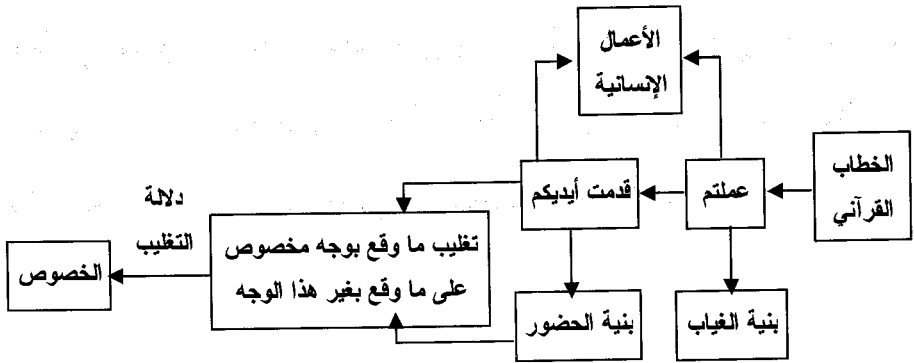 الأعمال
الإنسانية
الخطاب
القرآني
عملتم
قدمت أيديكم
دلالة
التغليب
تغليب ما وقع بوجه مخصوص
على ما وقع بغير هذا الوجه
الخصوص
بنية الحضور
بنية الغياب